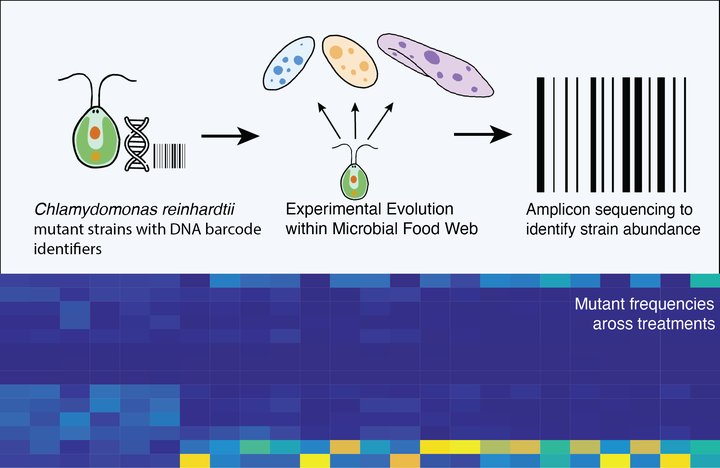 Chlamydomonas reinhardtii
mutant strains with DNA barcode
identifiers
Experimental Evolution
within Microbial Food Web
Amplicon sequencing to
identify strain abundance
Mutant frequencies
aross treatments